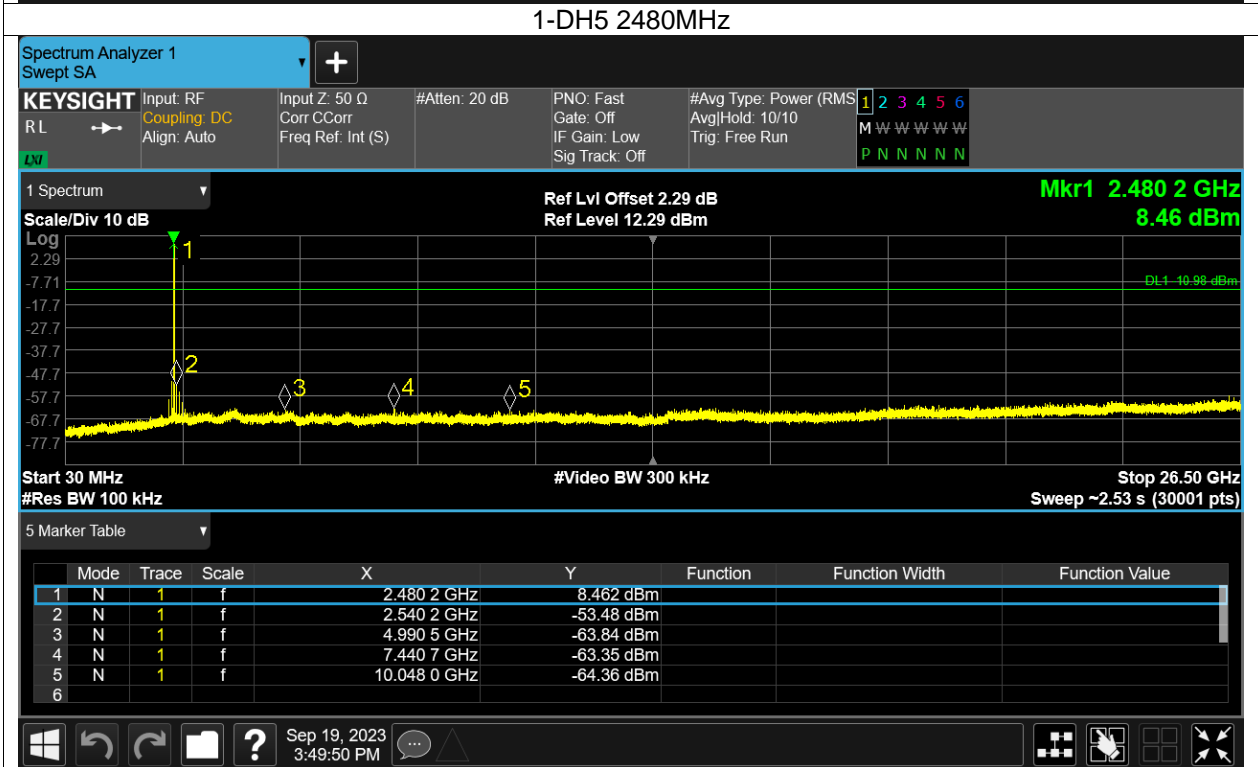 1-DH5 2480MHz
Spectrum Analyzer 1
Swept SA
KEYSIGHT
R L
LXI
Input: RF
Coupling: DC
Align: Auto
Input Z: 50 Ω
Corr CCorr
Freq Ref: Int (S)
#Atten: 20 dB
PNO: Fast
Gate: Off
IF Gain: Low
Sig Track: Off
#Avg Type: Power (RMS
Avg|Hold: 10/10
Trig: Free Run
1 2 3 4 5 6
M W W W W W
P N N N N N
1 Spectrum
Scale/Div 10 dB
Ref Lvl Offset 2.29 dB
Ref Level 12.29 dBm
Mkr1 2.480 2 GHz
8.46 dBm
Log
2.29
-7.71
-17.7
-27.7
-37.7
-47.7
-57.7
-67.7
-77.7
1
2
3
4
5
DL1 -10.98 dBm
Start 30 MHz
#Res BW 100 kHz
#Video BW 300 kHz
Stop 26.50 GHz
Sweep ~2.53 s (30001 pts)
5 Marker Table
Mode Trace Scale X Y Function Function Width Function Value
1 N 1 f 2.480 2 GHz 8.462 dBm
2 N 1 f 2.540 2 GHz -53.48 dBm
3 N 1 f 4.990 5 GHz -63.84 dBm
4 N 1 f 7.440 7 GHz -63.35 dBm
5 N 1 f 10.048 0 GHz -64.36 dBm
6
?
Sep 19, 2023
3:49:50 PM